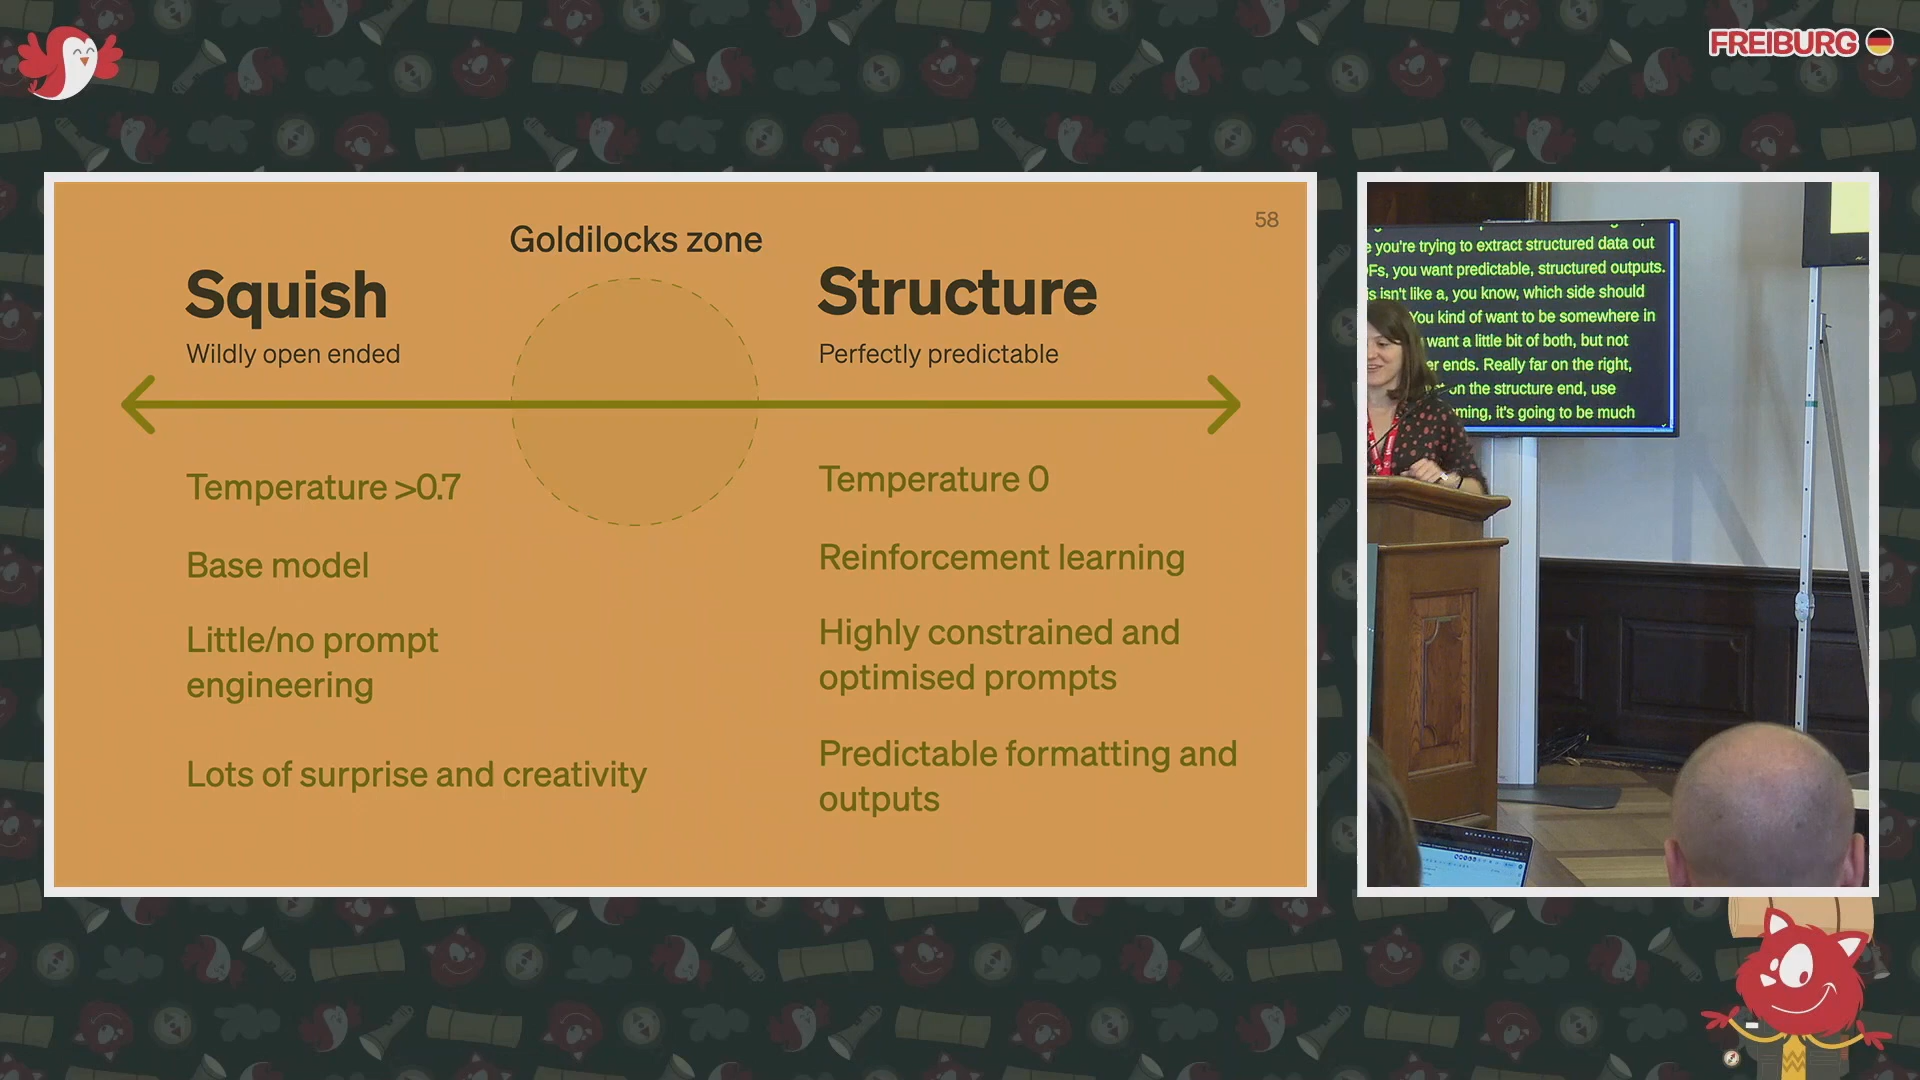 FREIBURG
58
Goldilocks zone
Squish
Wildly open ended
Structure
Perfectly predictable
Temperature >0.7
Base model
Little/no prompt
engineering
Lots of surprise and creativity
Temperature 0
Reinforcement learning
Highly constrained and
optimised prompts
Predictable formatting and
outputs
you're trying to extract structured data out
you want predictable, structured outputs.
isn't like a, you know, which side should
You kind of want to be somewhere in
want a little bit of both, but not
ends. Really far on the right,
on the structure end, use
it's going to be much